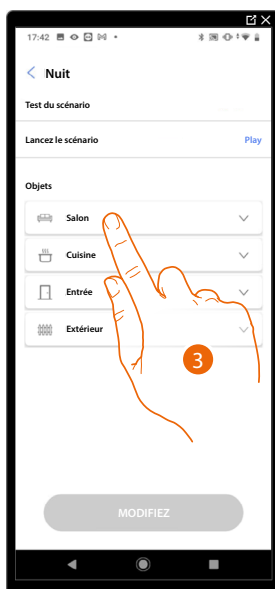 17:42
Nuit
Test du scénario
Lancez le scénario Play
Objets
Salon
Cuisine
Entrée
Extérieur
3
MODIFIEZ